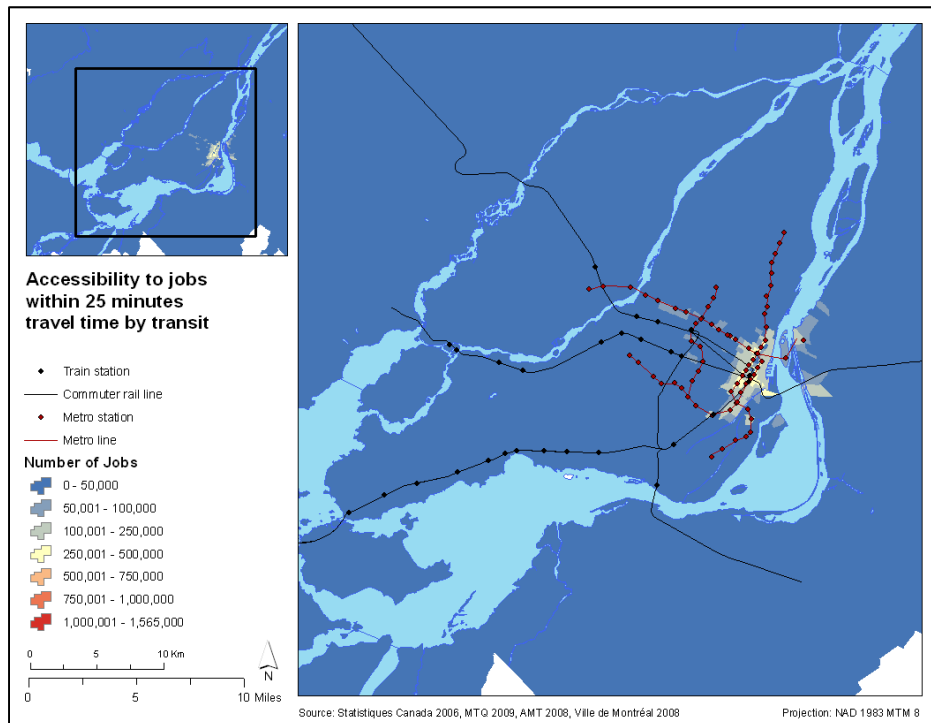 Accessibility to jobs
within 25 minutes
travel time by transit
Train station
Commuter rail line
Metro station
Metro line
Number of Jobs
0 - 50,000
50,001 - 100,000
100,001 - 250,000
250,001 - 500,000
500,001 - 750,000
750,001 - 1,000,000
1,000,001 - 1,565,000
0 5 10 Km
0 5 10 Miles
N
Source: Statistiques Canada 2006, MTQ 2009, AMT 2008, Ville de Montréal 2008 Projection: NAD 1983 MTM 8